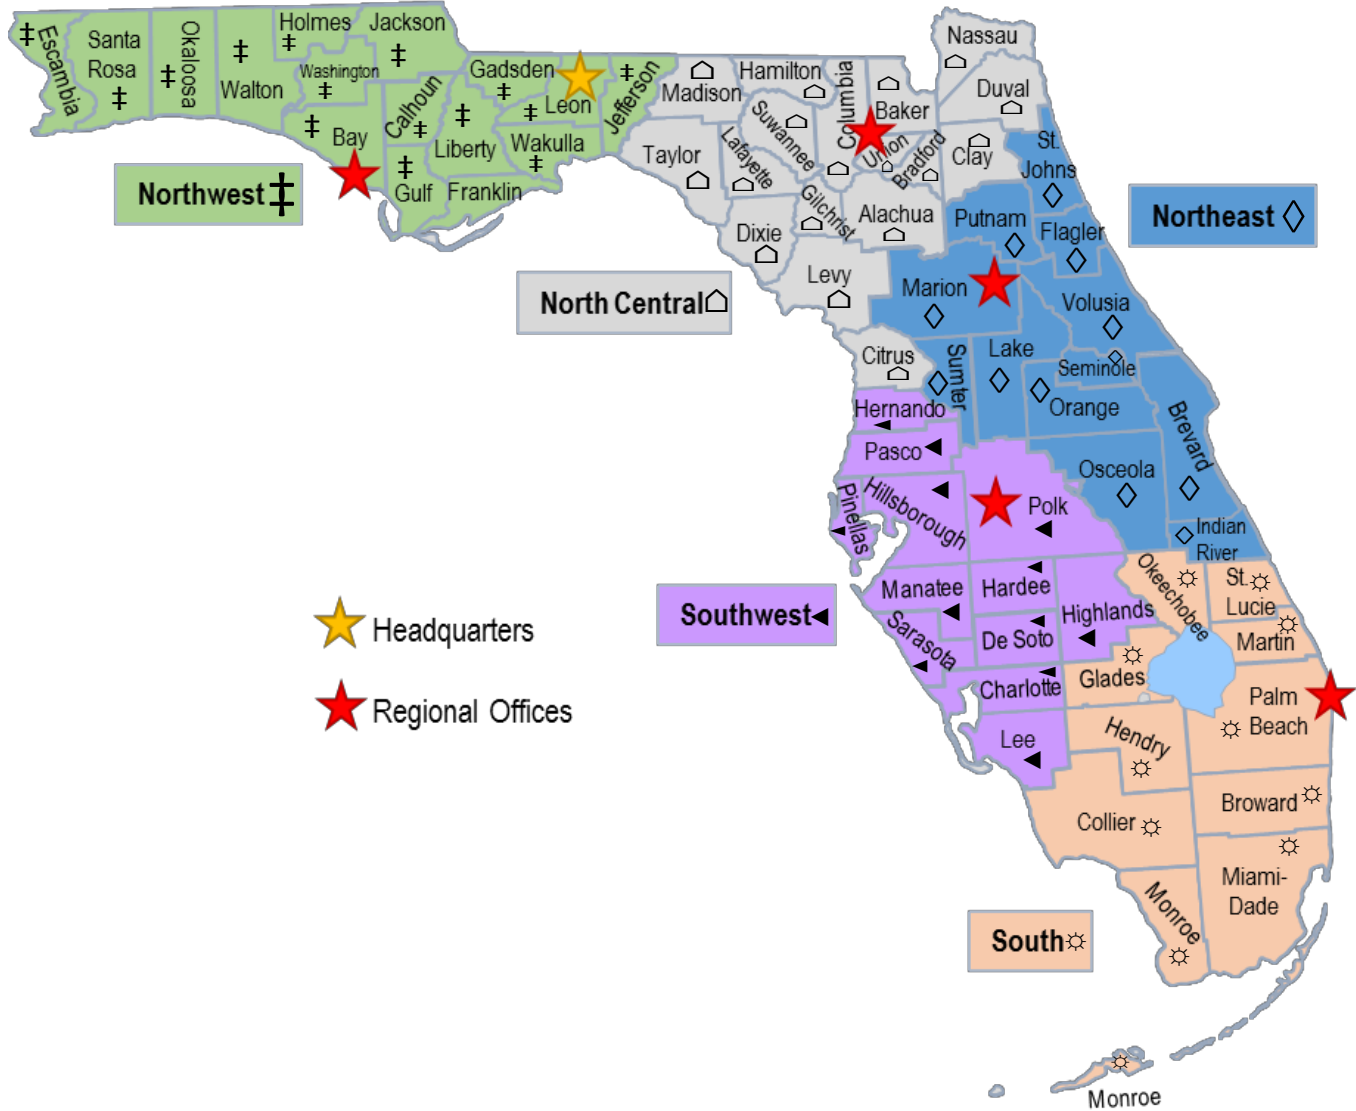 Escambia
Santa
Rosa
Okaloosa
Walton
Holmes
Jackson
Washington
Bay
Calhoun
Gulf
Liberty
Franklin
Gadsden
Leon
Wakulla
Jefferson
Northwest
Madison
Hamilton
Suwannee
Columbia
Baker
Nassau
Duval
Union
Bradford
Clay
Taylor
Lafayette
Dixie
Gilchrist
Alachua
Levy
Citrus
North Central
St.
Johns
Putnam
Flagler
Marion
Volusia
Sumter
Lake
Seminole
Orange
Brevard
Osceola
Indian
River
Northeast
Hernando
Pasco
Pinellas
Hillsborough
Polk
Manatee
Hardee
Highlands
Sarasota
De Soto
Charlotte
Lee
Southwest
Okeechobee
St.
Lucie
Martin
Glades
Palm
Beach
Hendry
Broward
Collier
Miami-
Dade
Monroe
South
Monroe
Headquarters
Regional Offices